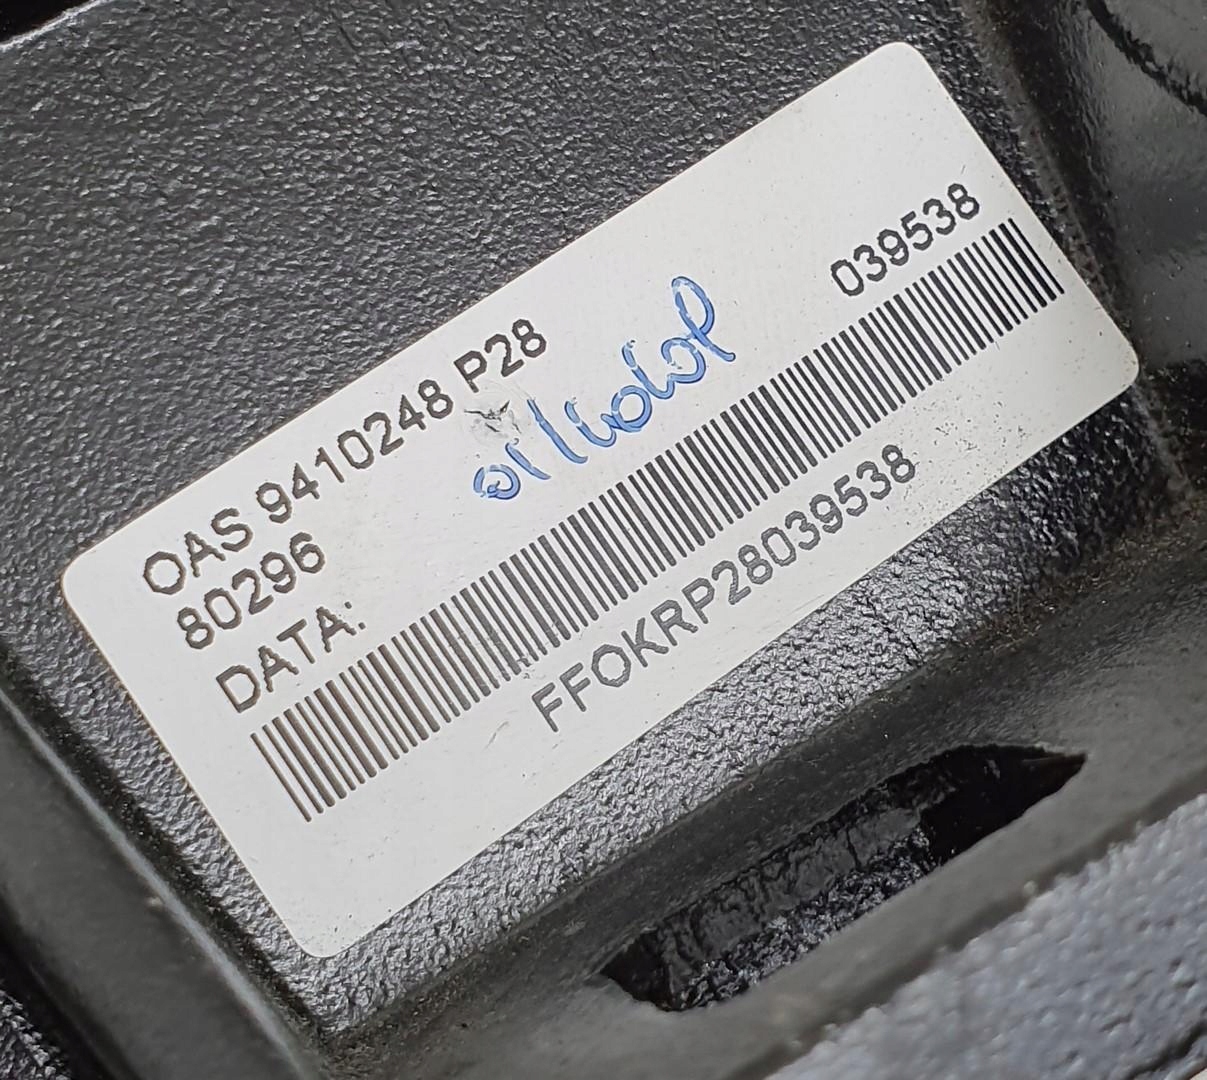 OAS 9410248 P28
80296
039538
DATA:
FFOKRP28039538